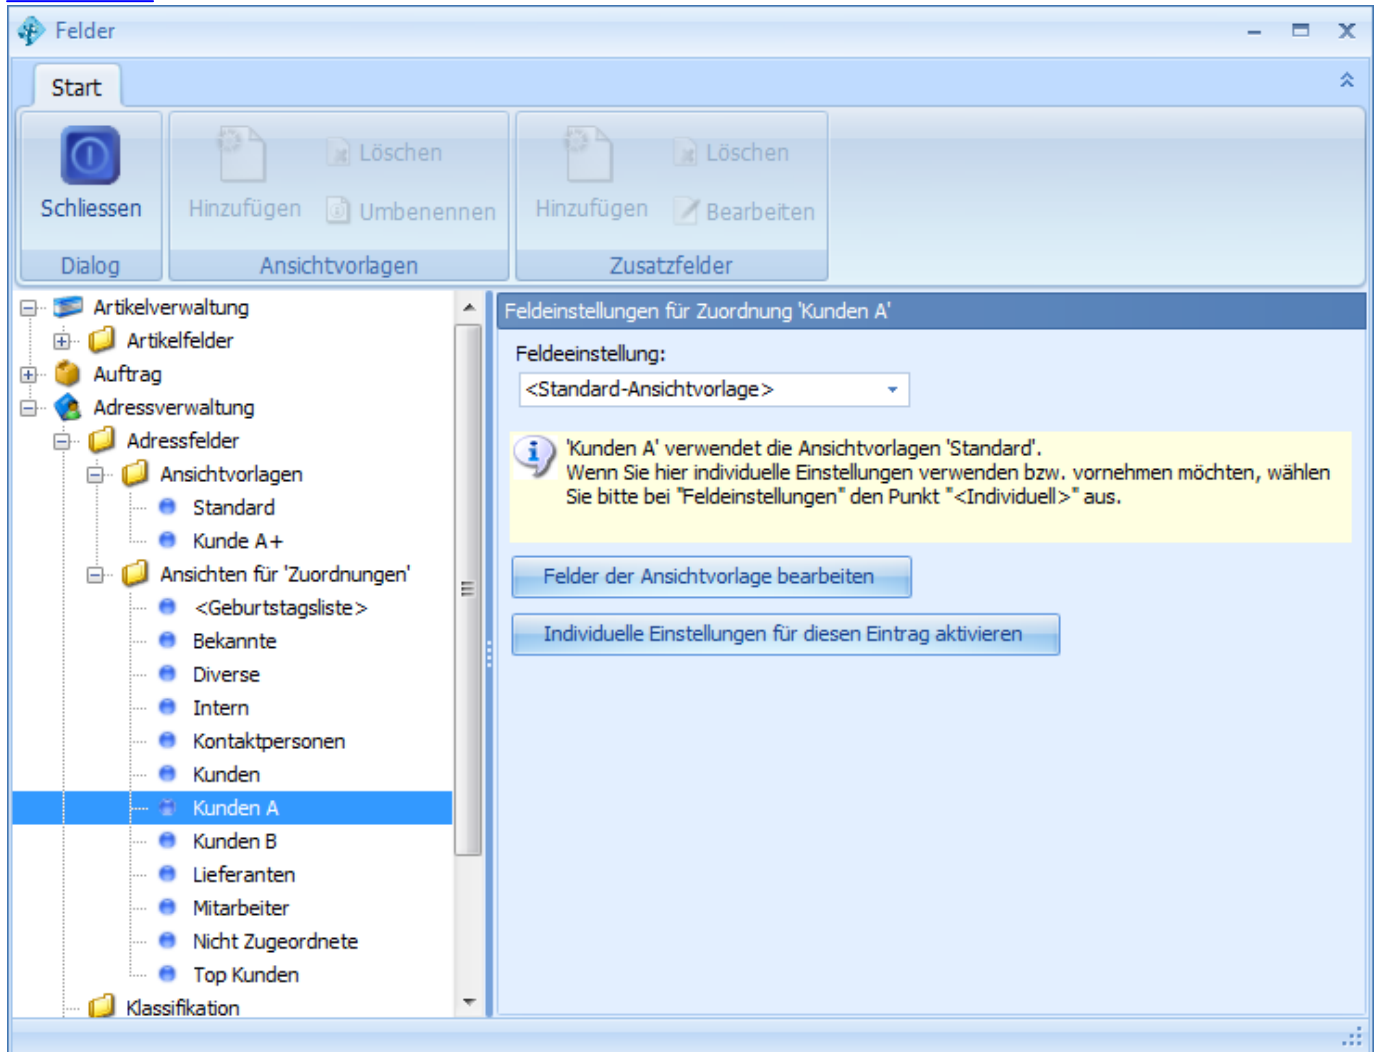 Felder
Start
Schliessen
Hinzufügen
Löschen
Umbenennen
Hinzufügen
Löschen
Bearbeiten
Dialog
Ansichtvorlagen
Zusatzfelder
Artikelverwaltung
Artikelfelder
Auftrag
Adressverwaltung
Adressfelder
Ansichtvorlagen
Standard
Kunde A+
Ansichten für 'Zuordnungen'
<Geburtstagsliste>
Bekannte
Diverse
Intern
Kontaktpersonen
Kunden
Kunden A
Kunden B
Lieferanten
Mitarbeiter
Nicht Zugeordnete
Top Kunden
Klassifikation
Feldeinstellungen für Zuordnung 'Kunden A'
Feldeeinstellung:
<Standard-Ansichtvorlage>
'Kunden A' verwendet die Ansichtvorlagen 'Standard'.
Wenn Sie hier individuelle Einstellungen verwenden bzw. vornehmen möchten, wählen
Sie bitte bei "Feldeinstellungen" den Punkt "<Individuell>" aus.
Felder der Ansichtvorlage bearbeiten
Individuelle Einstellungen für diesen Eintrag aktivieren